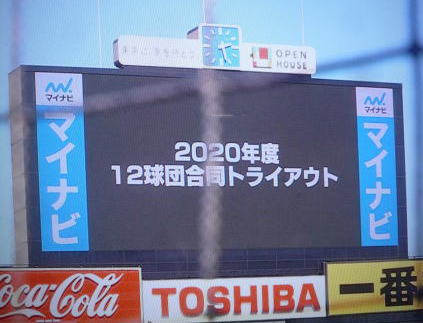 OPEN
HOUSE
マイナビ
マイナビ
2020年度
12球団合同トライアウト
マイナビ
マイナビ
Coca-Cola
TOSHIBA
一番